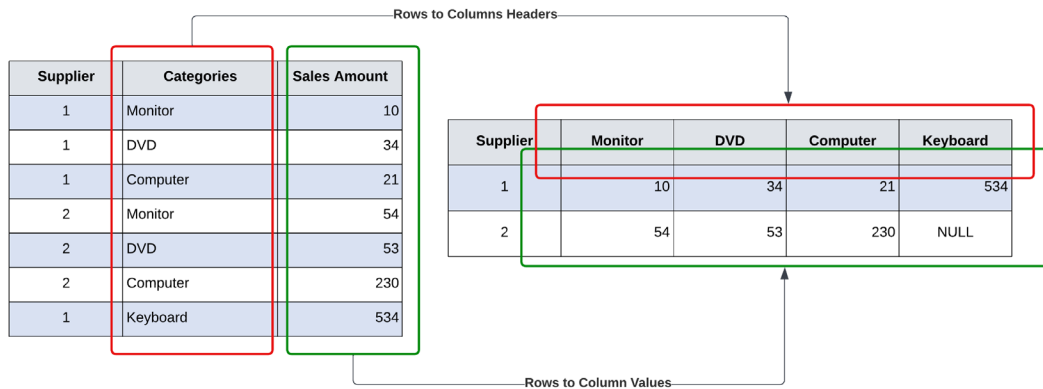 Rows to Columns Headers
Supplier Categories Sales Amount
1 Monitor 10
1 DVD 34
1 Computer 21
2 Monitor 54
2 DVD 53
2 Computer 230
1 Keyboard 534
Supplier Monitor DVD Computer Keyboard
1 10 34 21 534
2 54 53 230 NULL
Rows to Column Values